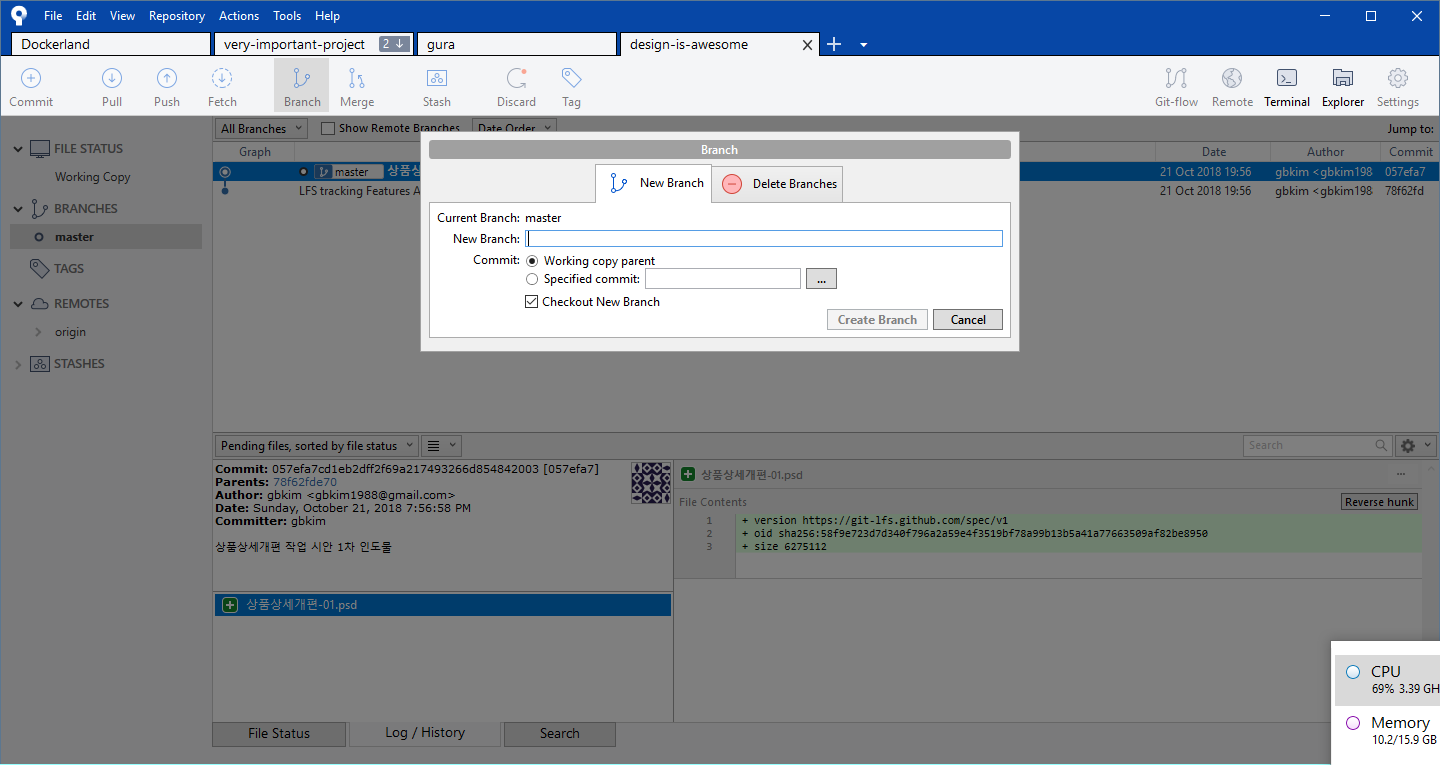 File Edit View Repository Actions Tools Help
Dockerland very-important-project 2 gura design-is-awesome
Commit Pull Push Fetch Branch Merge Stash Discard Tag Git-flow Remote Terminal Explorer Settings
All Branches Show Remote Branches Date Order Jump to:
Graph Date Author Commit
master 상품상 21 Oct 2018 19:56 gbkim <gbkim198 057efa7
LFS tracking Features A 21 Oct 2018 19:56 gbkim <gbkim198 78f62fd
FILE STATUS
Working Copy
BRANCHES
master
TAGS
REMOTES
origin
STASHES
Branch
New Branch Delete Branches
Current Branch: master
New Branch:
Commit: Working copy parent
Specified commit: ...
Checkout New Branch
Create Branch Cancel
Pending files, sorted by file status Search
Commit: 057efa7cd1eb2dff2f69a217493266d854842003 [057efa7]
Parents: 78f62fde70
Author: gbkim <gbkim1988@gmail.com>
Date: Sunday, October 21, 2018 7:56:58 PM
Committer: gbkim
상품상세개편 작업 시안 1차 인도물
상품상세개편-01.psd
상품상세개편-01.psd ...
File Contents Reverse hunk
1 + version https://git-lfs.github.com/spec/v1
2 + oid sha256:58f9e723d7d340f796a2a59e4f3519bf78a99b13b5a41a77663509af82be8950
3 + size 6275112
File Status Log / History Search
CPU
69% 3.39 GH
Memory
10.2/15.9 GB